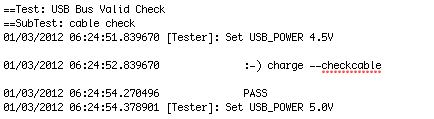 ==Test: USB Bus Valid Check
==SubTest: cable check
01/03/2012 06:24:51.839670 [Tester]: Set USB_POWER 4.5V
01/03/2012 06:24:52.839670 :-) charge --checkcable
01/03/2012 06:24:54.270496 PASS
01/03/2012 06:24:54.378901 [Tester]: Set USB_POWER 5.0V